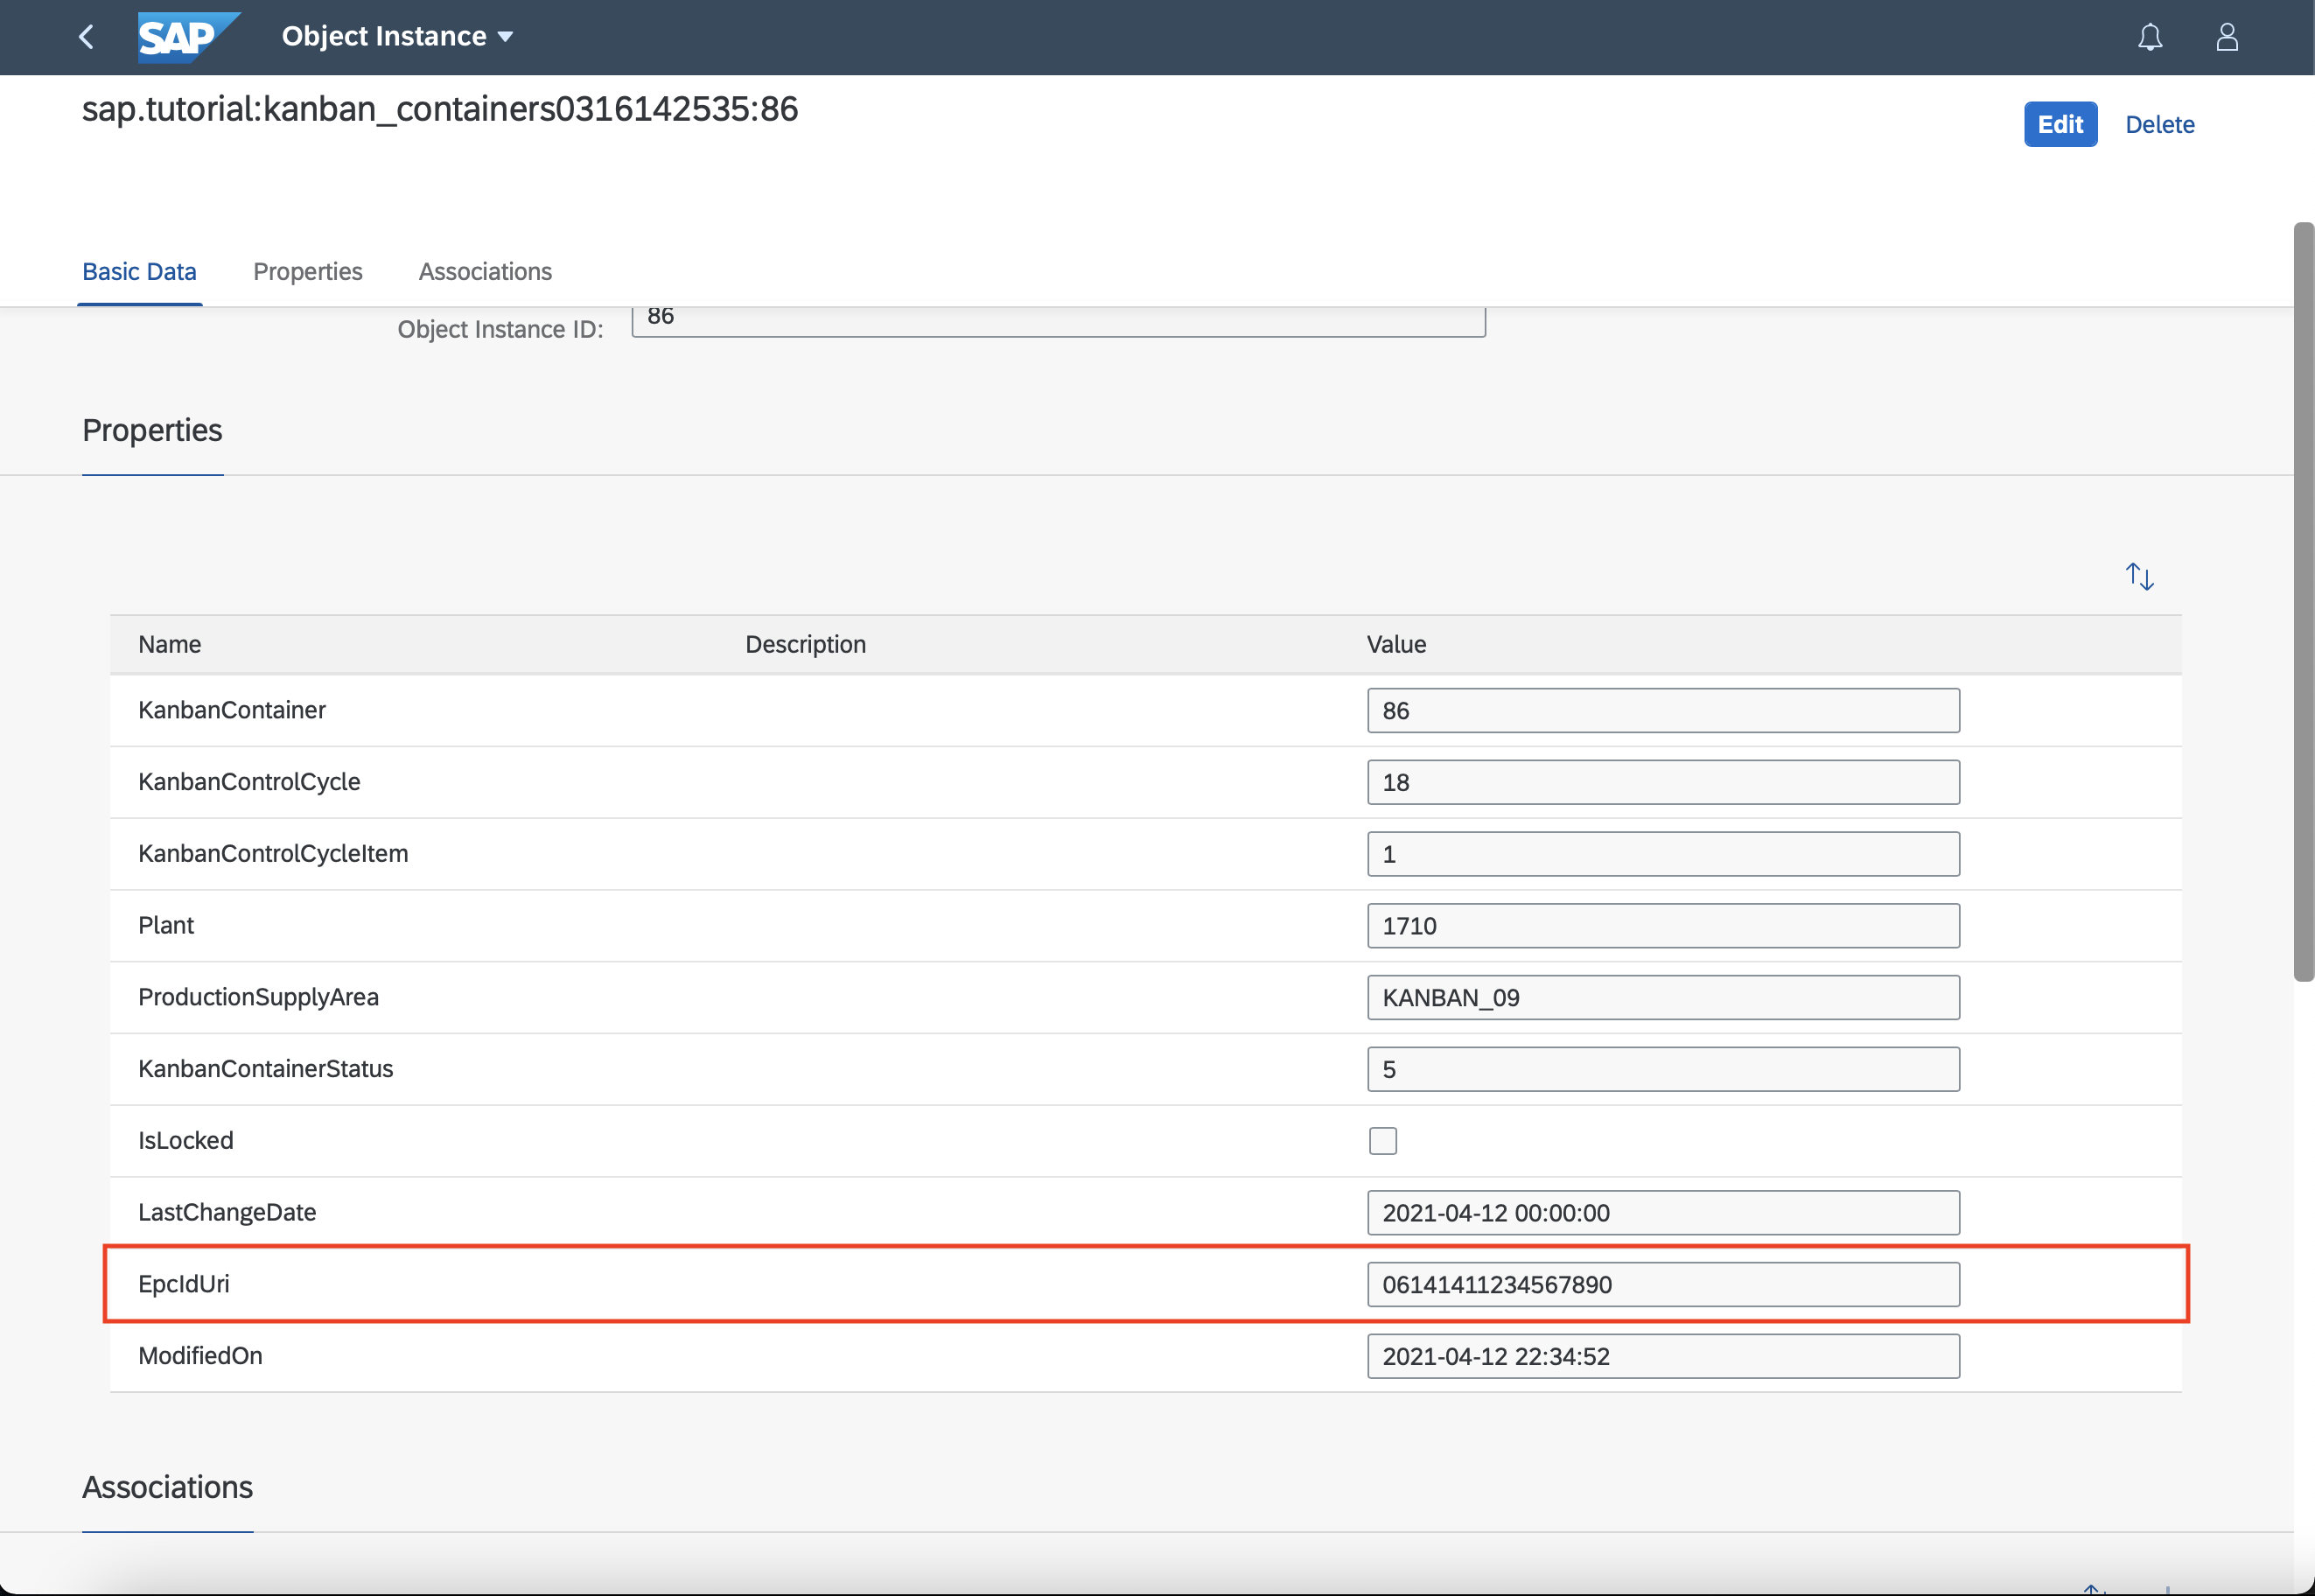 SAP Object Instance
sap.tutorial:kanban_containers0316142535:86
Edit Delete
Basic Data Properties Associations
Object Instance ID: 86
Properties
Name Description Value
KanbanContainer 86
KanbanControlCycle 18
KanbanControlCycleItem 1
Plant 1710
ProductionSupplyArea KANBAN_09
KanbanContainerStatus 5
IsLocked
LastChangeDate 2021-04-12 00:00:00
EpcIdUri 06141411234567890
ModifiedOn 2021-04-12 22:34:52
Associations